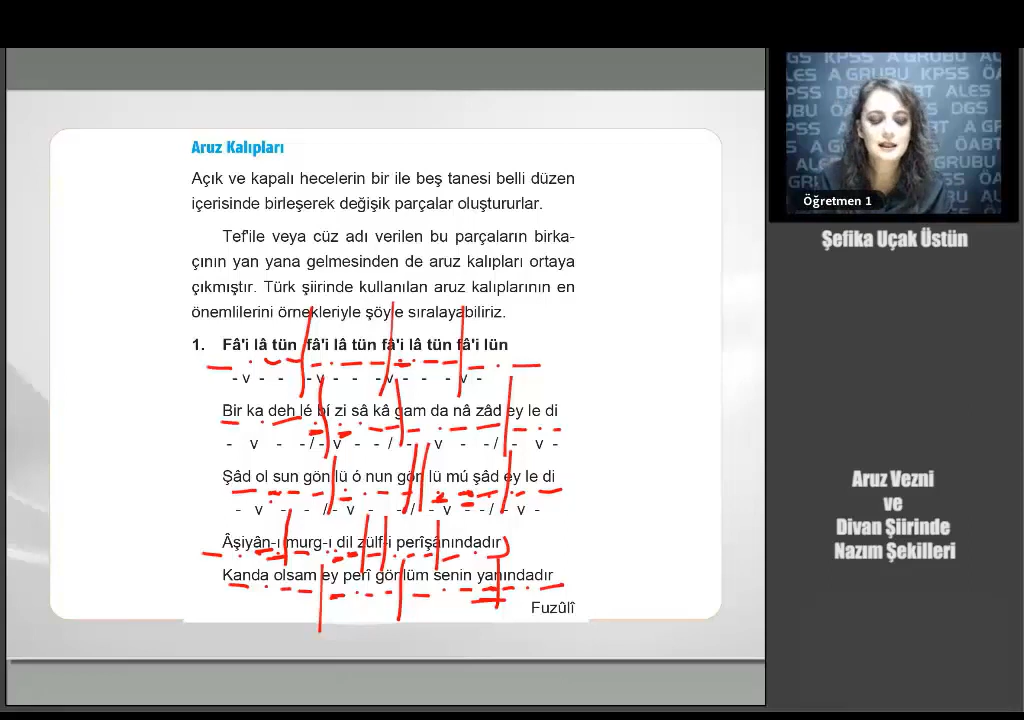 Aruz Kalıpları
Açık ve kapalı hecelerin bir ile beş tanesi belli düzen
içerisinde birleşerek değişik parçalar oluştururlar.
Tef'ile veya cüz adı verilen bu parçaların birka-
çının yan yana gelmesinden de aruz kalıpları ortaya
çıkmıştır. Türk şiirinde kullanılan aruz kalıplarının en
önemlilerini örnekleriyle şöyle sıralayabiliriz.
1. Fâ'i lâ tün fâ'i lâ tün fâ'i lâ tün fâ'i lün
- v - - - v - - - v - - - v -
Bir ka deh lé bí zi sâ kâ gam da nâ zâd ey le di
- v - - / - v - - / - v - - / - v -
Şâd ol sun gön lü ó nun gön lü mú şâd ey le di
- v - - / - v - - / - v - - / - v -
Âşiyân-ı murg-ı dil zülf-i perîşânındadır
Kanda olsam ey perî gönlüm senin yanındadır
Fuzûlî
Öğretmen 1
Şefika Uçak Üstün
Aruz Vezni
ve
Divan Şiirinde
Nazım Şekilleri